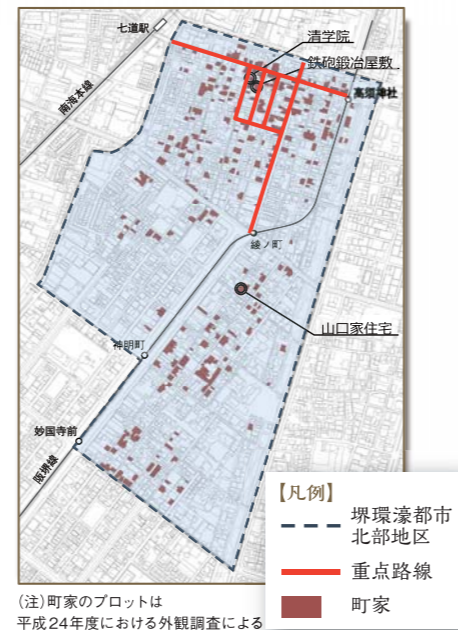 七道駅
南海本線
清学院
鉄砲鍛冶屋敷
高須神社
綾ノ町
山口家住宅
神明町
妙国寺前
阪堺線
【凡例】
堺環濠都市
北部地区
重点路線
町家
(注)町家のプロットは
平成24年度における外観調査による